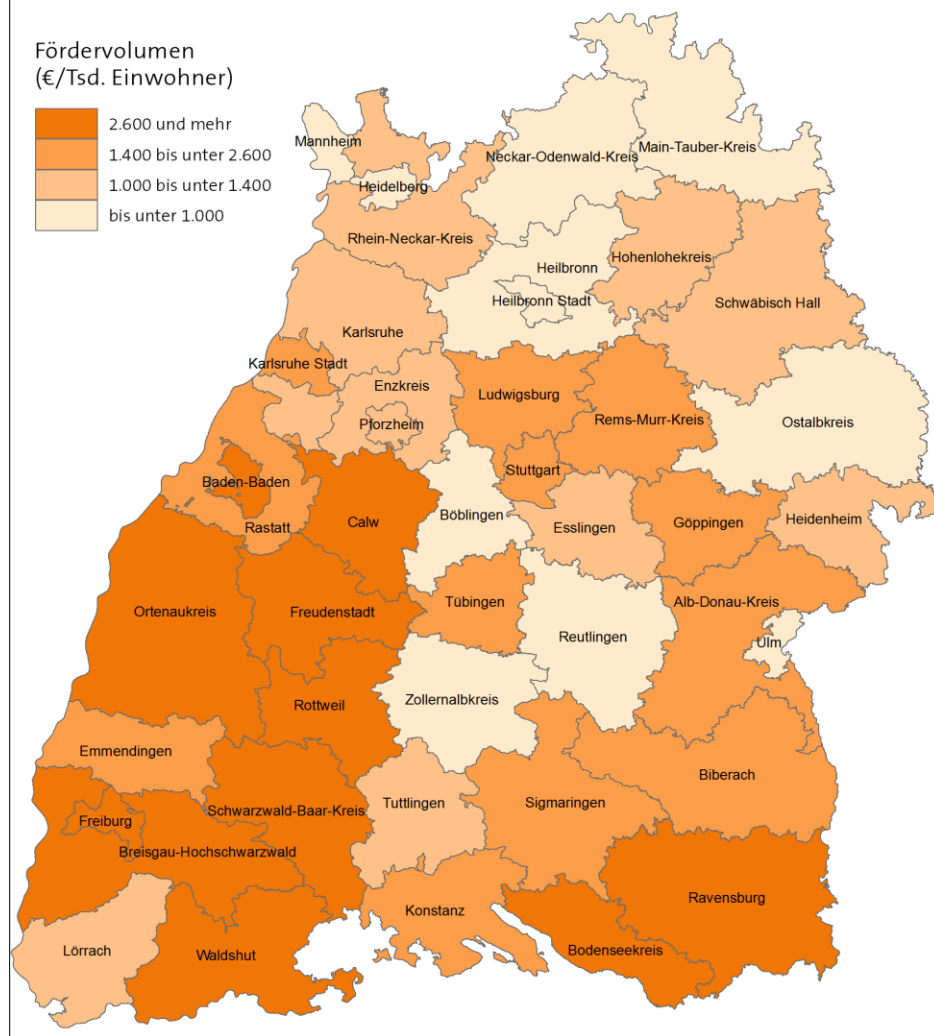 Fördervolumen
(€/Tsd. Einwohner)
2.600 und mehr
1.400 bis unter 2.600
1.000 bis unter 1.400
bis unter 1.000
Mannheim
Main-Tauber-Kreis
Neckar-Odenwald-Kreis
Heidelberg
Rhein-Neckar-Kreis
Hohenlohekreis
Heilbronn
Heilbronn Stadt
Schwäbisch Hall
Karlsruhe
Karlsruhe Stadt
Enzkreis
Ludwigsburg
Pforzheim
Rems-Murr-Kreis
Ostalbkreis
Stuttgart
Baden-Baden
Böblingen
Calw
Rastatt
Esslingen
Göppingen
Heidenheim
Tübingen
Alb-Donau-Kreis
Ortenaukreis
Freudenstadt
Reutlingen
Ulm
Zollernalbkreis
Rottweil
Emmendingen
Biberach
Tuttlingen
Sigmaringen
Schwarzwald-Baar-Kreis
Freiburg
Breisgau-Hochschwarzwald
Ravensburg
Konstanz
Lörrach
Waldshut
Bodenseekreis